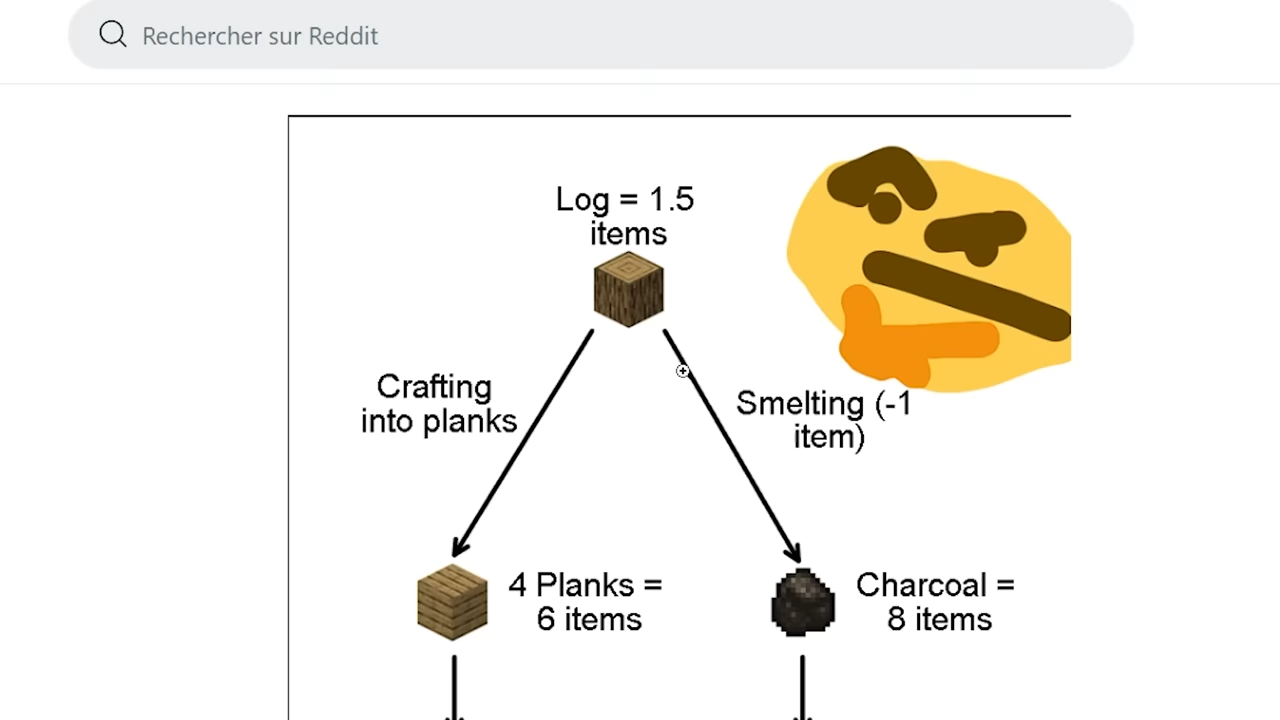 Rechercher sur Reddit
Log = 1.5
items
Crafting
into planks
Smelting (-1
item)
4 Planks =
6 items
Charcoal =
8 items